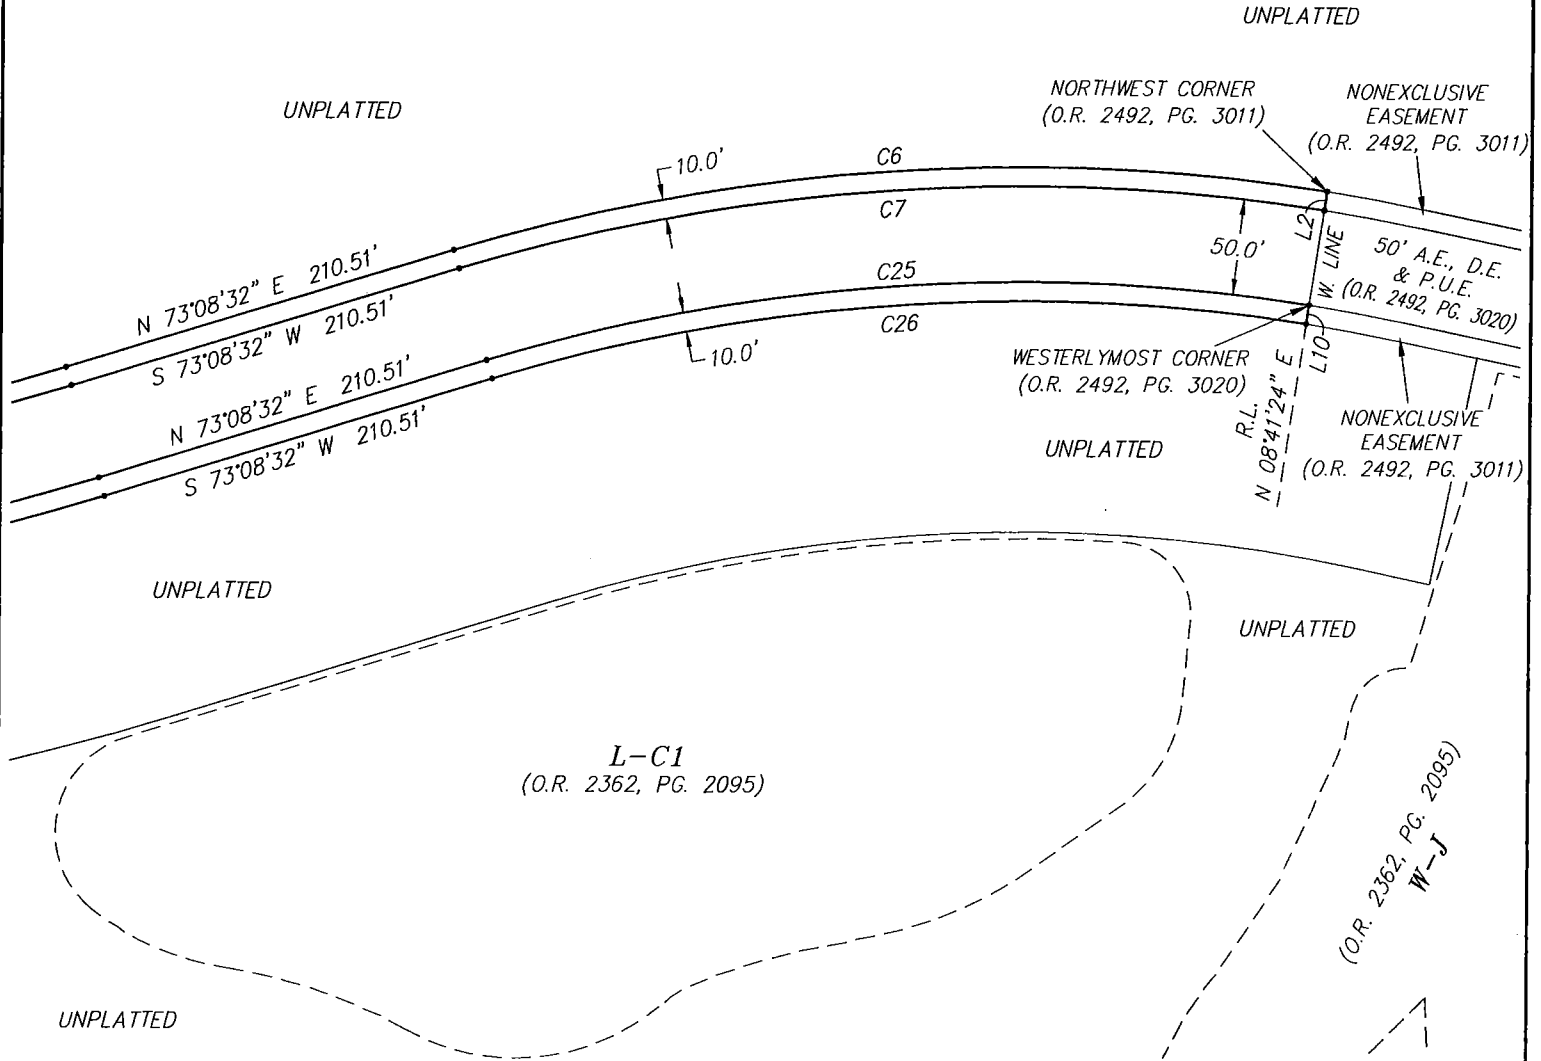 UNPLATTED
UNPLATTED
NORTHWEST CORNER
(O.R. 2492, PG. 3011)
NONEXCLUSIVE
EASEMENT
(O.R. 2492, PG. 3011)
10.0'
C6
C7
L2
50.0'
W. LINE
50' A.E., D.E.
& P.U.E.
(O.R. 2492, PG. 3020)
N 73°08'32" E 210.51'
S 73°08'32" W 210.51'
C25
C26
10.0'
WESTERLYMOST CORNER
(O.R. 2492, PG. 3020)
L10
N 73°08'32" E 210.51'
S 73°08'32" W 210.51'
R.L.
N 08°41'24" E
NONEXCLUSIVE
EASEMENT
(O.R. 2492, PG. 3011)
UNPLATTED
UNPLATTED
UNPLATTED
L-C1
(O.R. 2362, PG. 2095)
(O.R. 2362, PG. 2095)
W-J
UNPLATTED